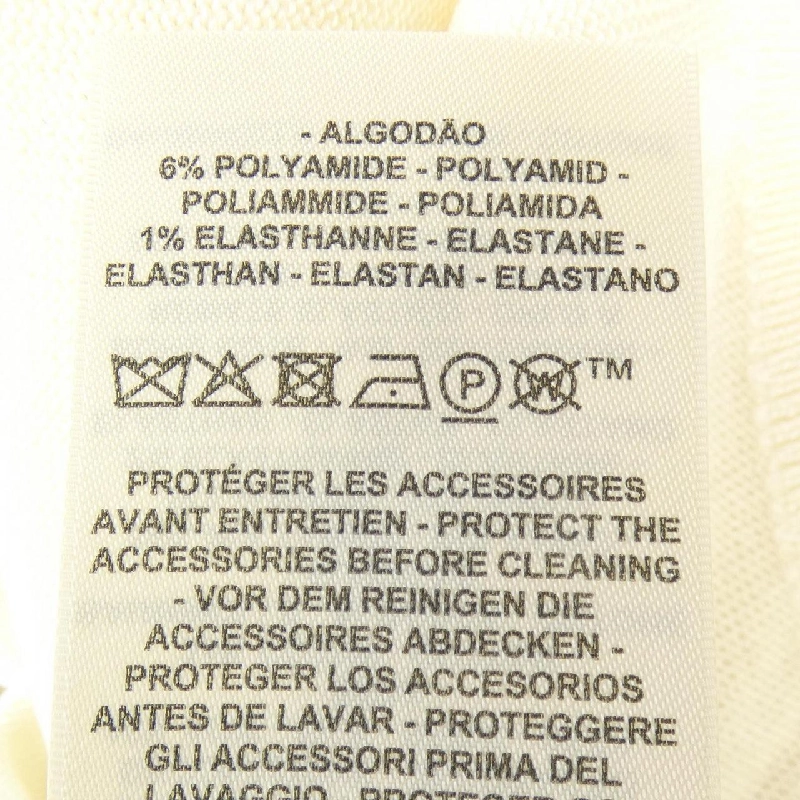 - ALGODÃO
6% POLYAMIDE - POLYAMID -
POLIAMMIDE - POLIAMIDA
1% ELASTHANNE - ELASTANE -
ELASTHAN - ELASTAN - ELASTANO
P W TM
PROTÉGER LES ACCESSOIRES
AVANT ENTRETIEN - PROTECT THE
ACCESSORIES BEFORE CLEANING
- VOR DEM REINIGEN DIE
ACCESSOIRES ABDECKEN -
PROTEGER LOS ACCESORIOS
ANTES DE LAVAR - PROTEGGERE
GLI ACCESSORI PRIMA DEL
LAVAGGIO - PROTEGER